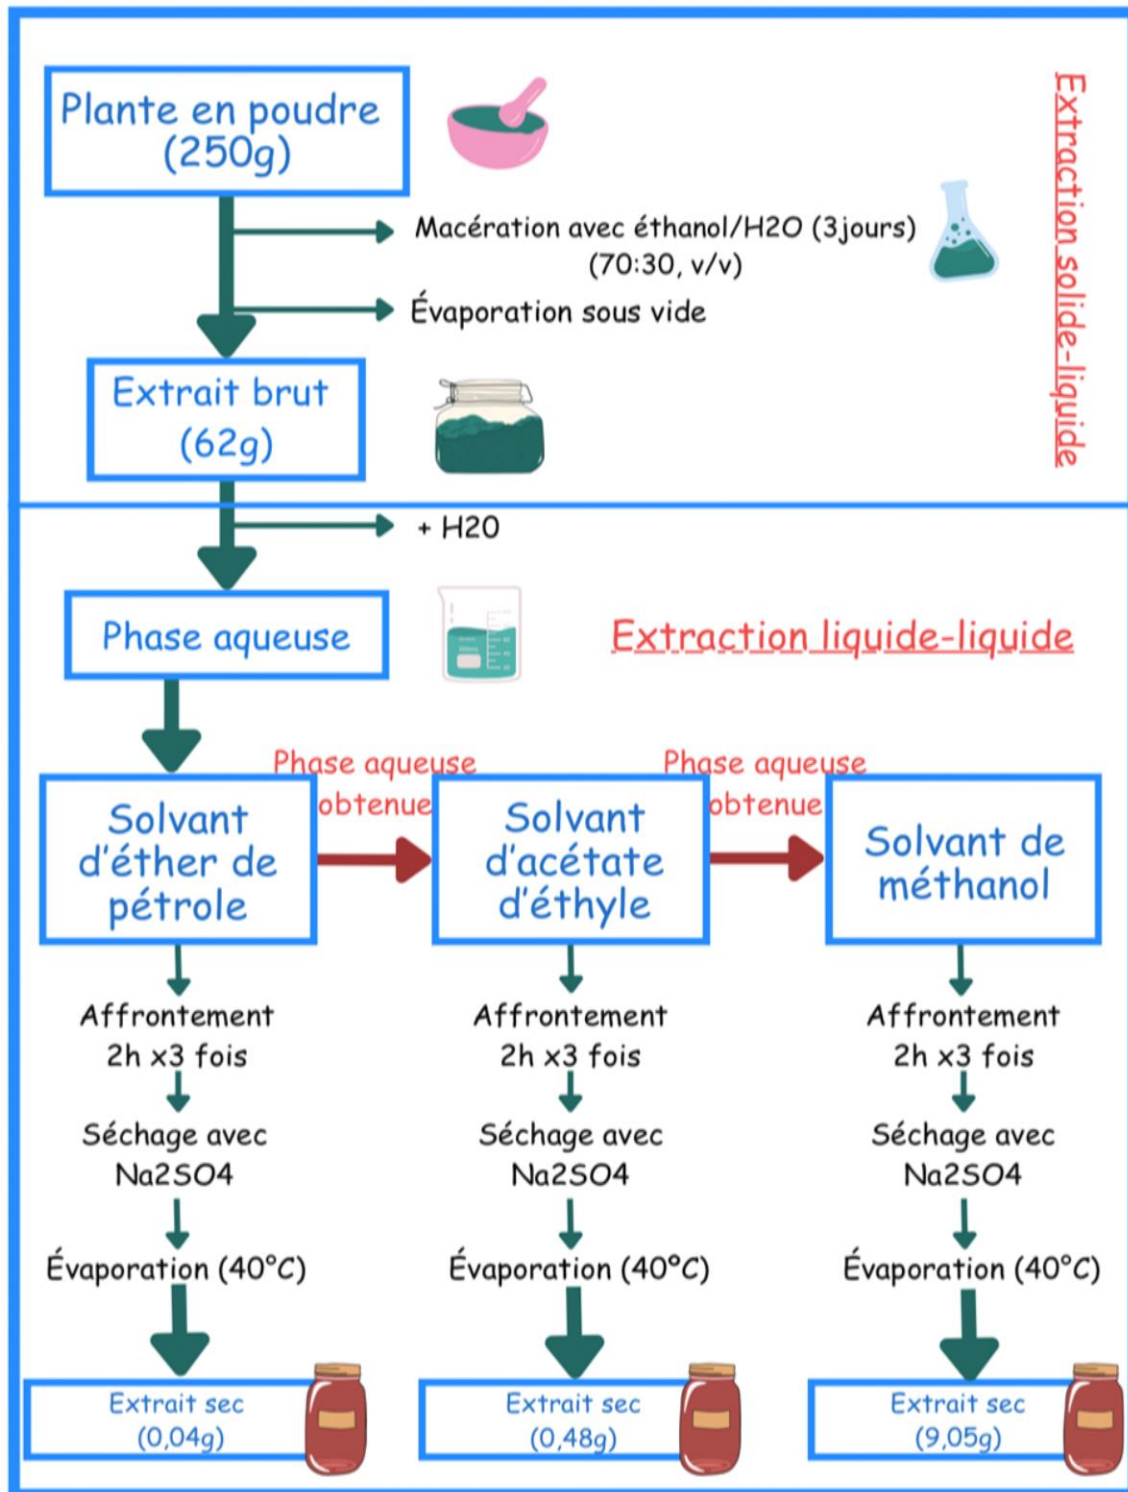 Plante en poudre
(250g)
Extraction solide-liquide
Macération avec éthanol/H2O (3jours)
(70:30, v/v)
Évaporation sous vide
Extrait brut
(62g)
+ H20
Phase aqueuse
Extraction liquide-liquide
Phase aqueuse
obtenue
Phase aqueuse
obtenue
Solvant
d'éther de
pétrole
Solvant
d'acétate
d'éthyle
Solvant de
méthanol
Affrontement
2h x3 fois
Affrontement
2h x3 fois
Affrontement
2h x3 fois
Séchage avec
Na2SO4
Séchage avec
Na2SO4
Séchage avec
Na2SO4
Évaporation (40°C)
Évaporation (40°C)
Évaporation (40°C)
Extrait sec
(0,04g)
Extrait sec
(0,48g)
Extrait sec
(9,05g)